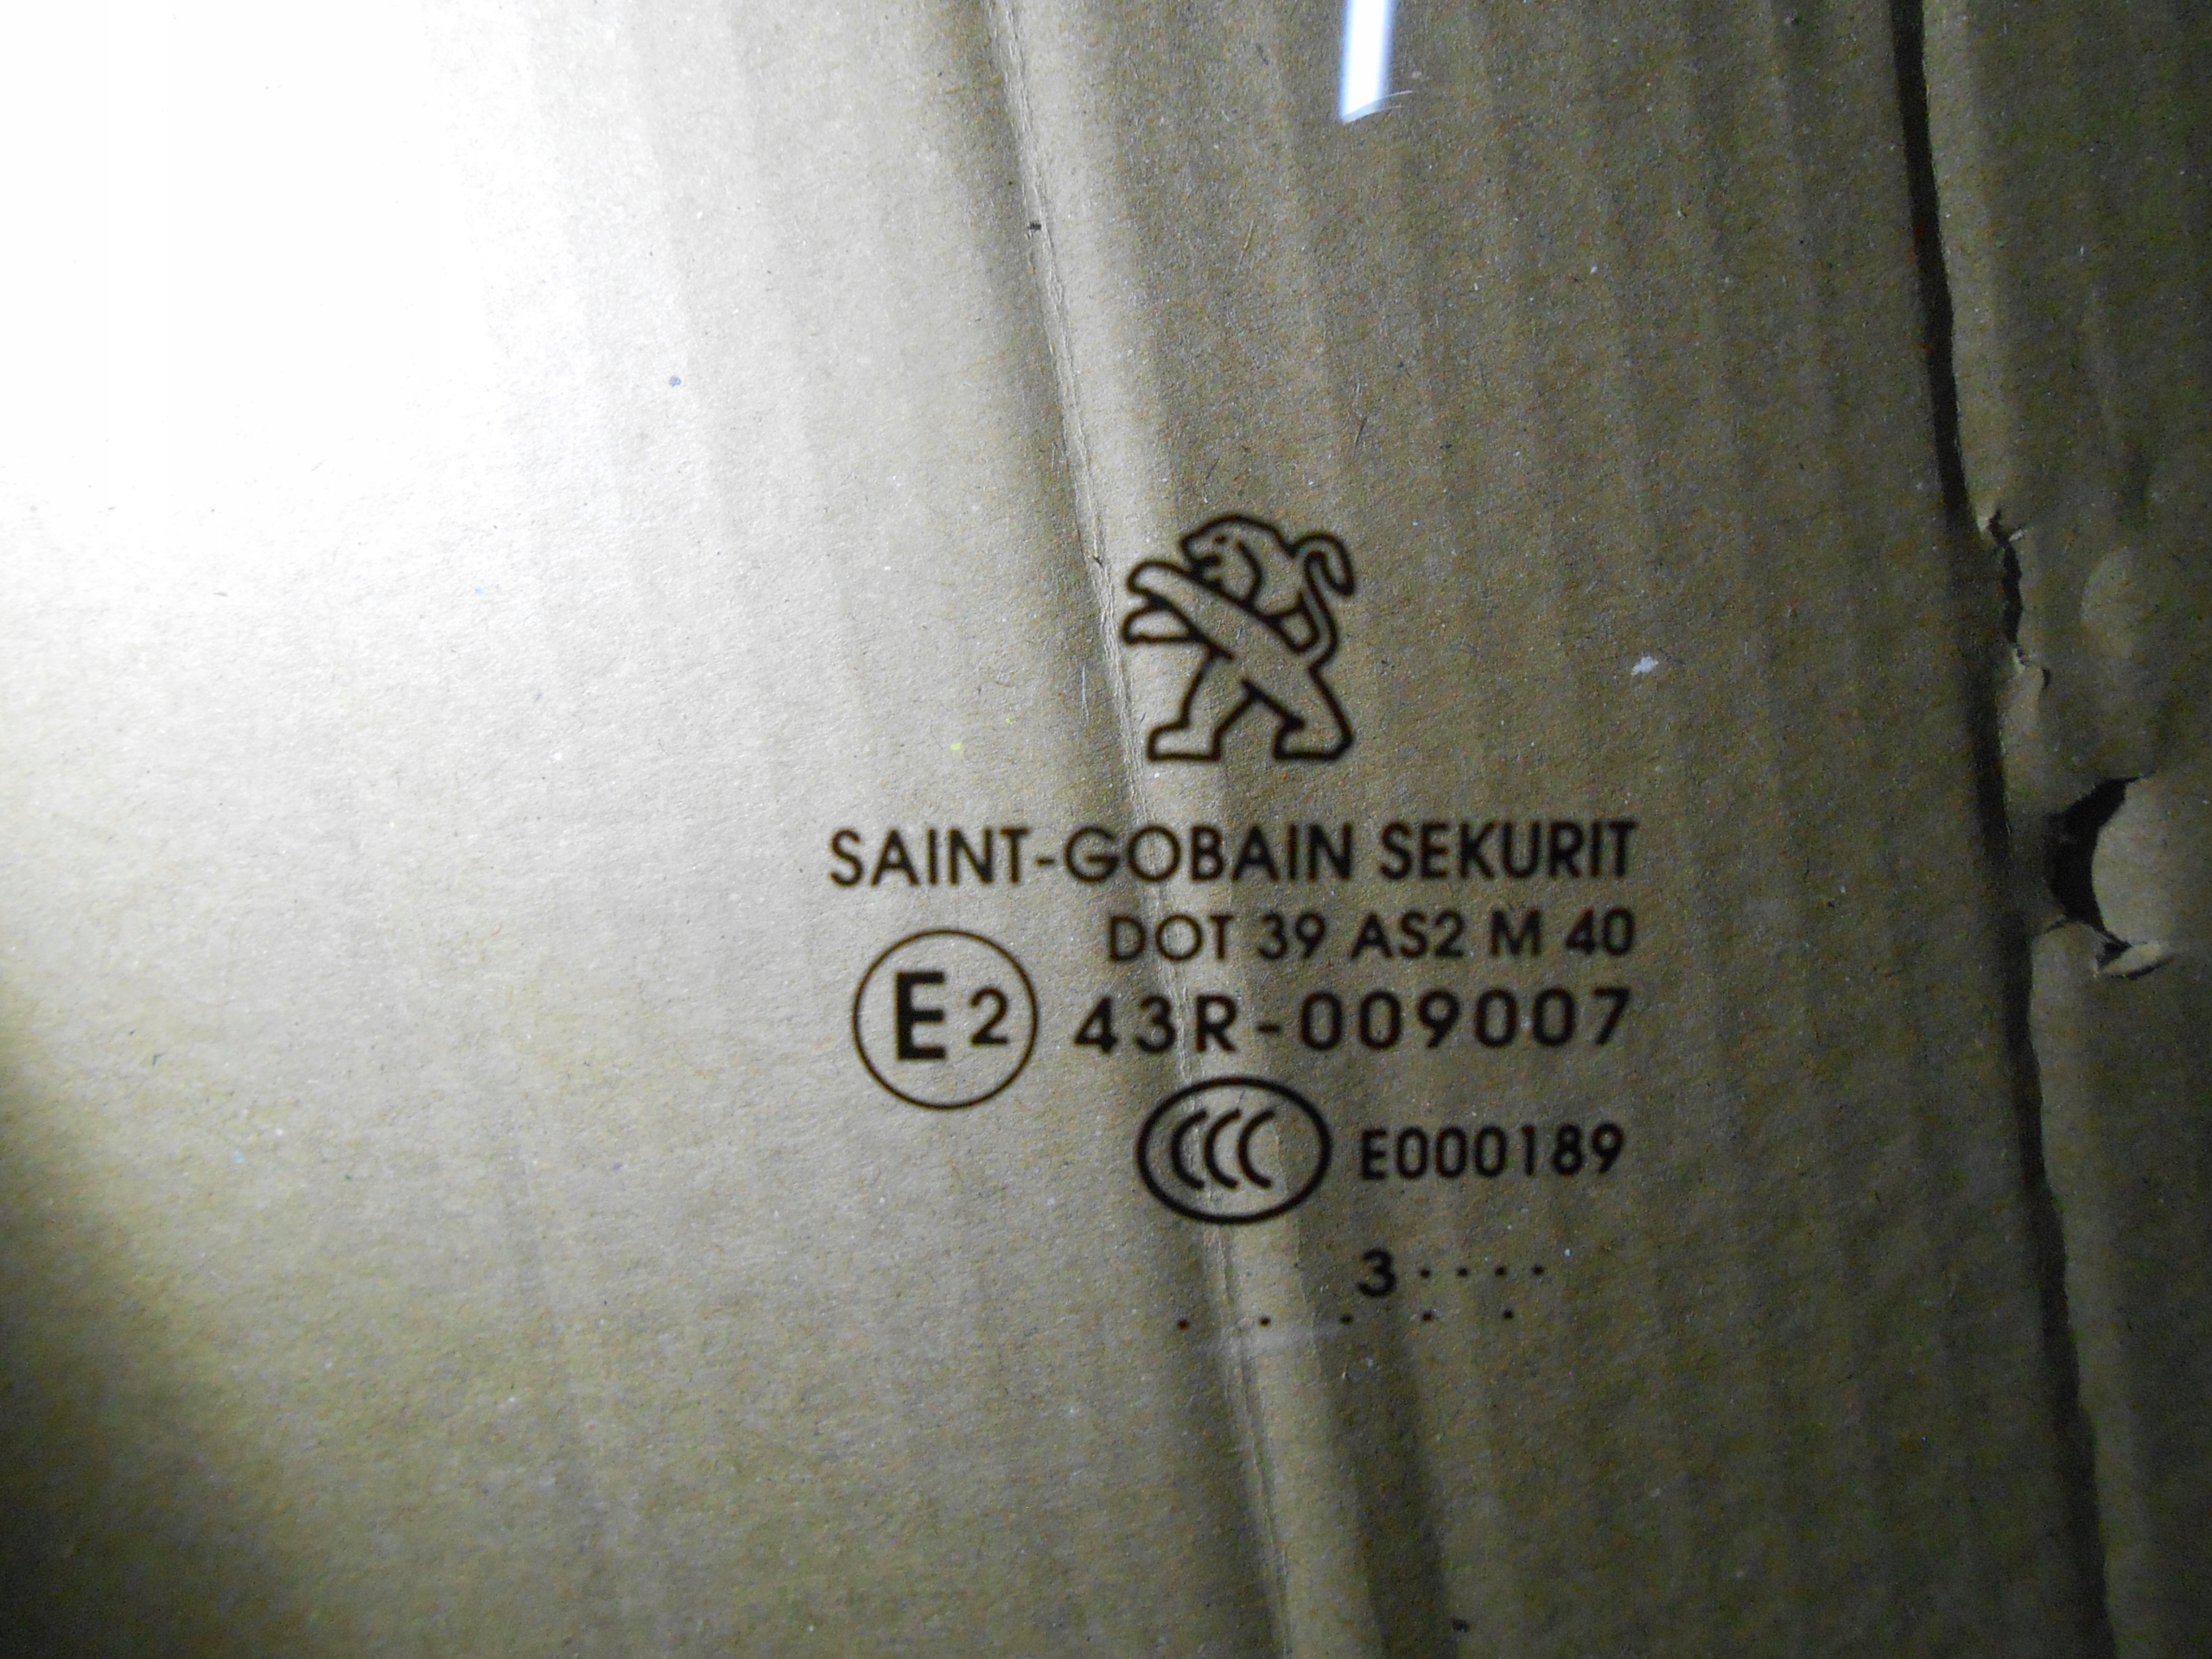 SAINT-GOBAIN SEKURIT
DOT 39 AS2 M 40
E2 43R-009007
CCC E000189
3 . . . .
. . . . .